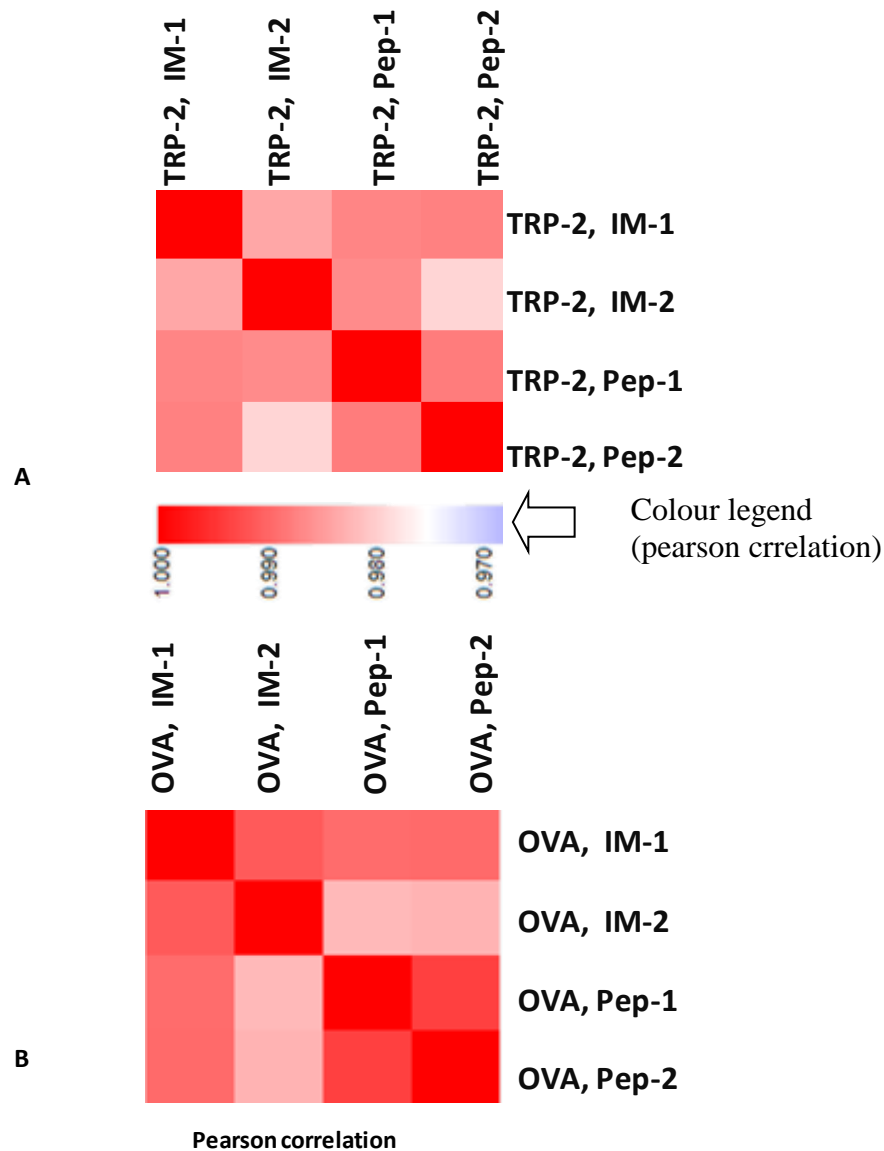 TRP-2, IM-1
TRP-2, IM-2
TRP-2, Pep-1
TRP-2, Pep-2
TRP-2, IM-1
TRP-2, IM-2
TRP-2, Pep-1
TRP-2, Pep-2
A
1.000
0.990
0.980
0.970
Colour legend
(pearson crrelation)
OVA, IM-1
OVA, IM-2
OVA, Pep-1
OVA, Pep-2
OVA, IM-1
OVA, IM-2
OVA, Pep-1
OVA, Pep-2
B
Pearson correlation